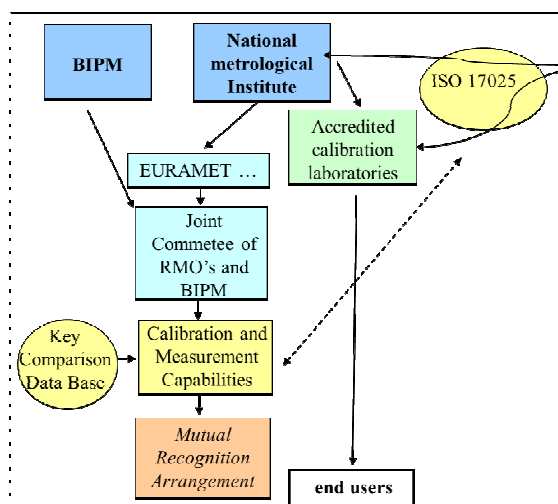 BIPM
National
metrological
Institute
ISO 17025
Accredited
calibration
laboratories
EURAMET ...
Joint
Commetee of
RMO's and
BIPM
Key
Comparison
Data Base
Calibration and
Measurement
Capabilities
Mutual
Recognition
Arrangement
end users